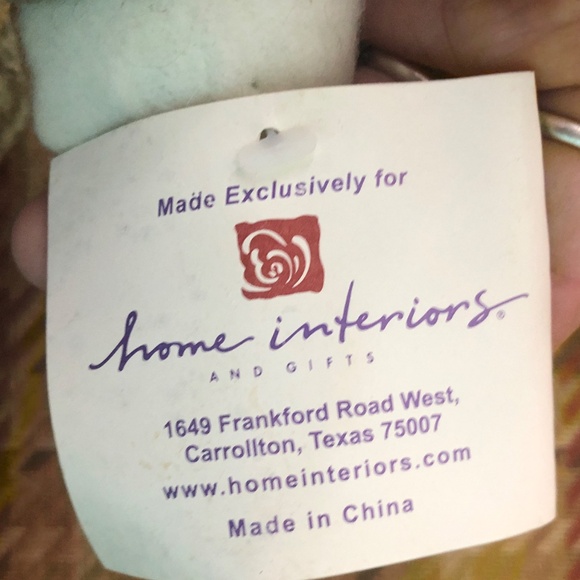 Made Exclusively for
home interiors®
AND GIFTS
1649 Frankford Road West,
Carrollton, Texas 75007
www.homeinteriors.com
Made in China